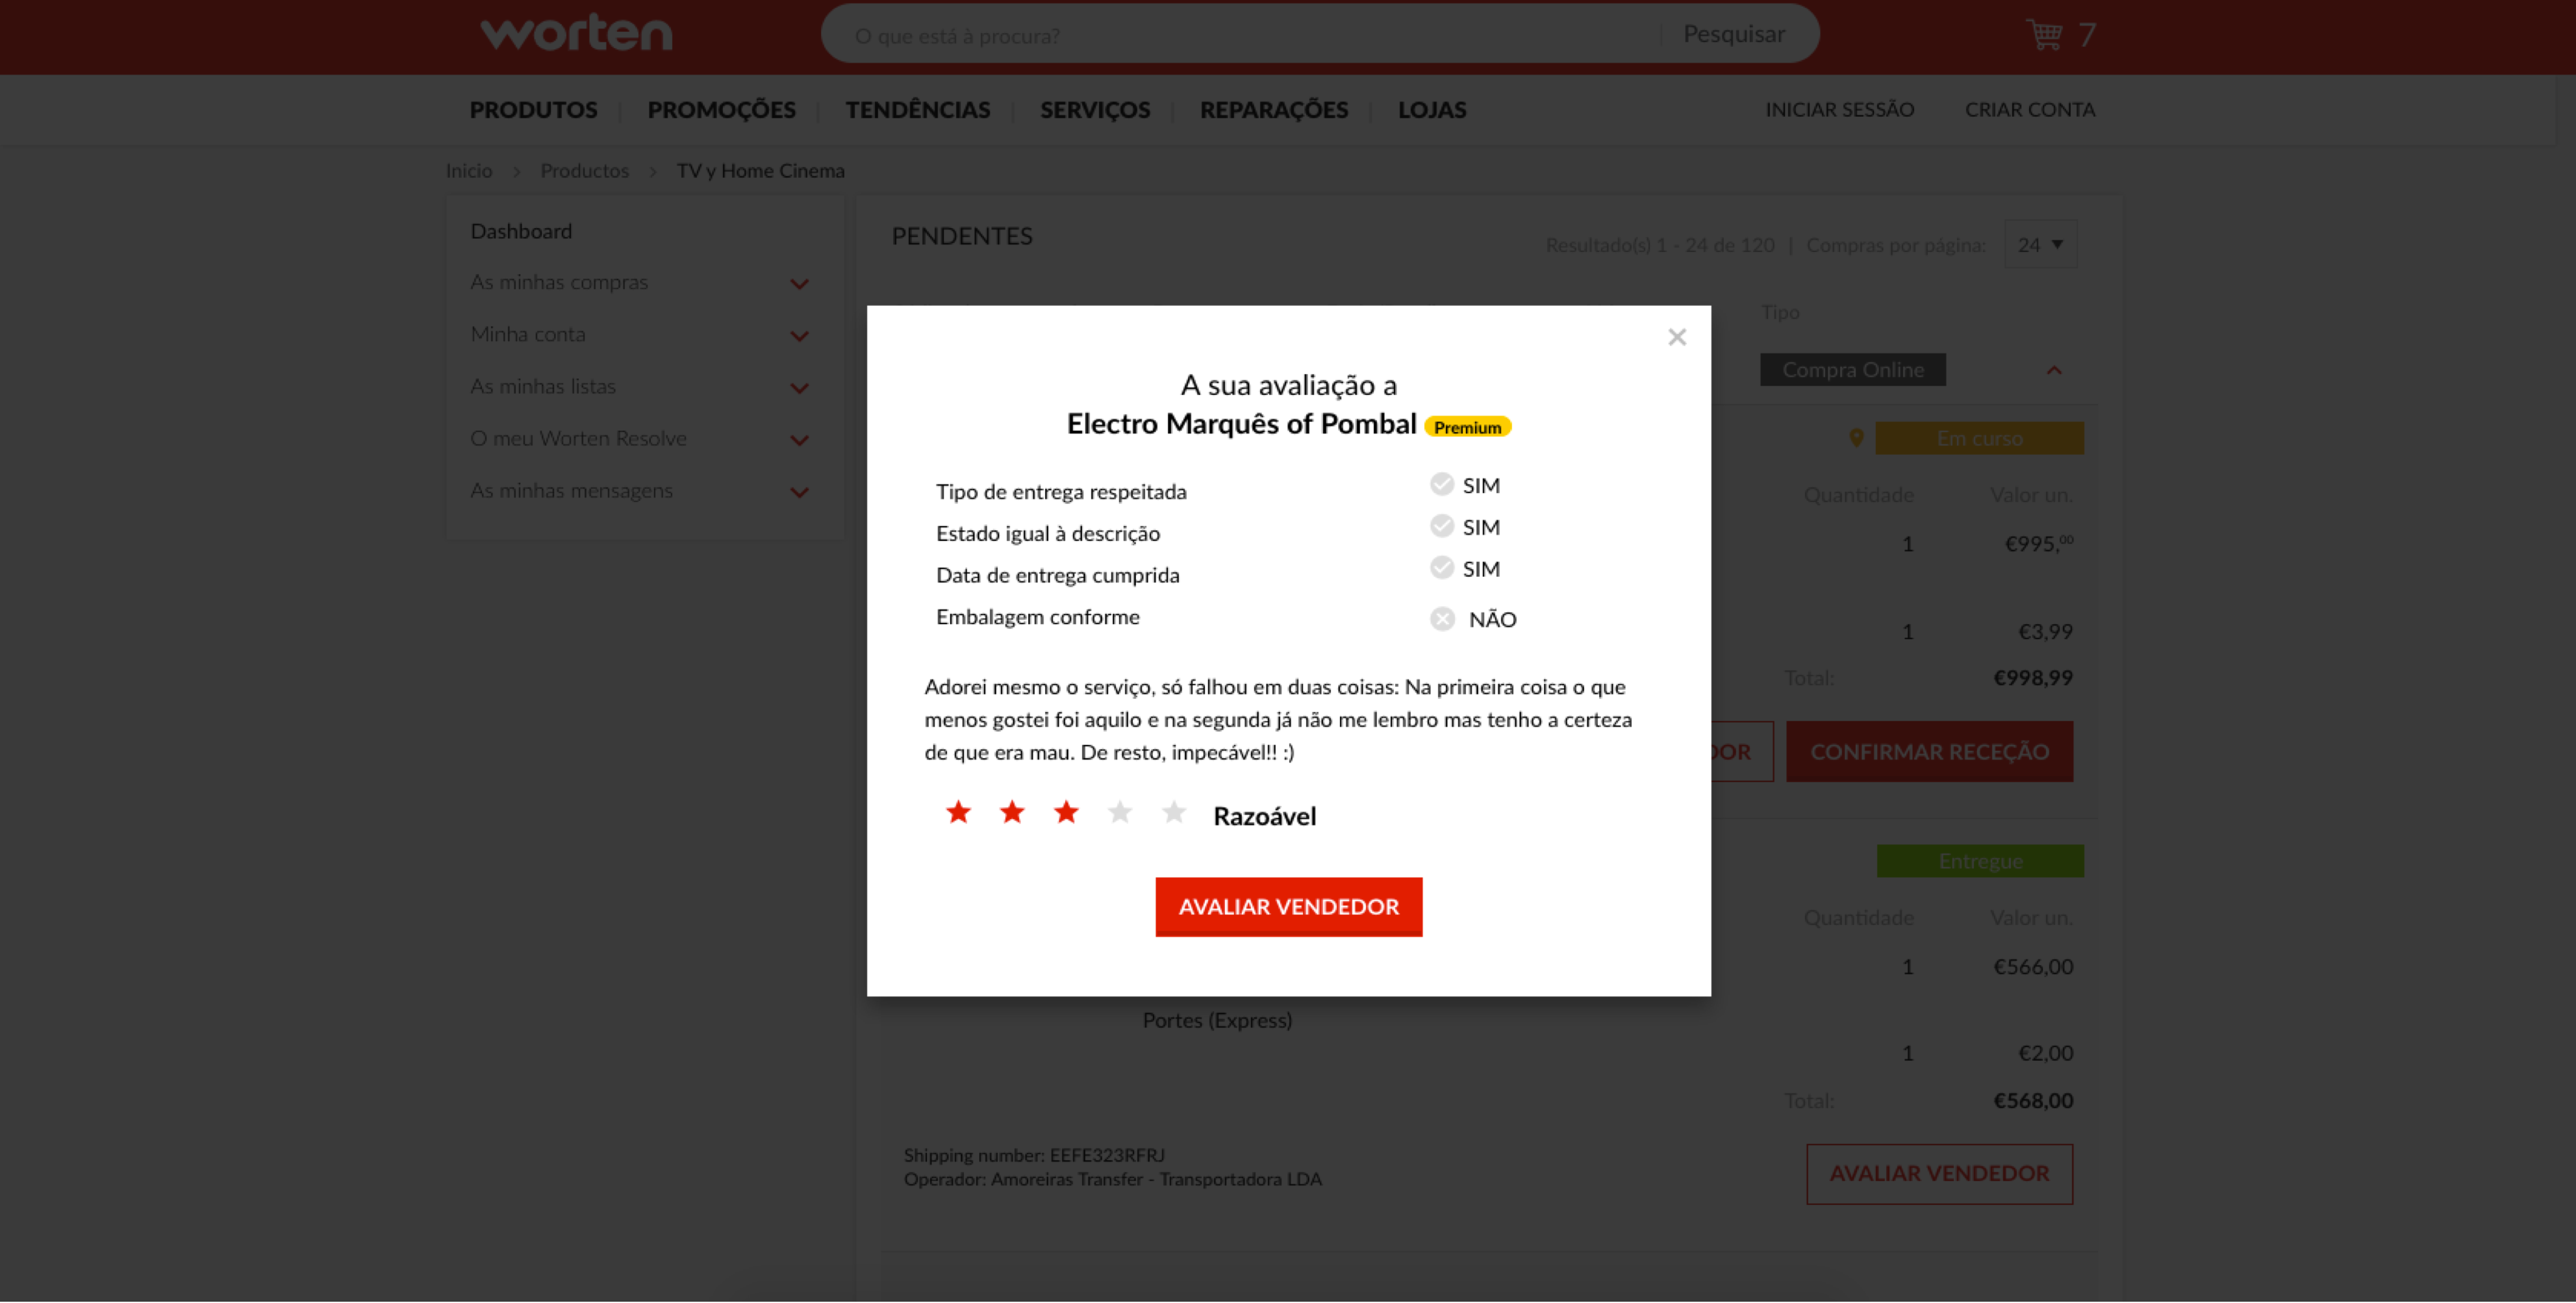 worten
O que está à procura?
Pesquisar
7
PRODUTOS
PROMOÇÕES
TENDÊNCIAS
SERVIÇOS
REPARAÇÕES
LOJAS
INICIAR SESSÃO
CRIAR CONTA
Inicio > Productos > TV y Home Cinema
Dashboard
As minhas compras
Minha conta
As minhas listas
O meu Worten Resolve
As minhas mensagens
PENDENTES
Resultado(s) 1 - 24 de 120 | Compras por página: 24
Tipo
Compra Online
Em curso
Quantidade Valor un.
1 €995,00
1 €3,99
Total: €998,99
DOR
CONFIRMAR RECEÇÃO
A sua avaliação a
Electro Marquês of Pombal Premium
Tipo de entrega respeitada SIM
Estado igual à descrição SIM
Data de entrega cumprida SIM
Embalagem conforme NÃO
Adorei mesmo o serviço, só falhou em duas coisas: Na primeira coisa o que
menos gostei foi aquilo e na segunda já não me lembro mas tenho a certeza
de que era mau. De resto, impecável!! :)
Razoável
AVALIAR VENDEDOR
Entregue
Quantidade Valor un.
1 €566,00
Portes (Express)
1 €2,00
Total: €568,00
Shipping number: EEFE323RFRJ
Operador: Amoreiras Transfer - Transportadora LDA
AVALIAR VENDEDOR